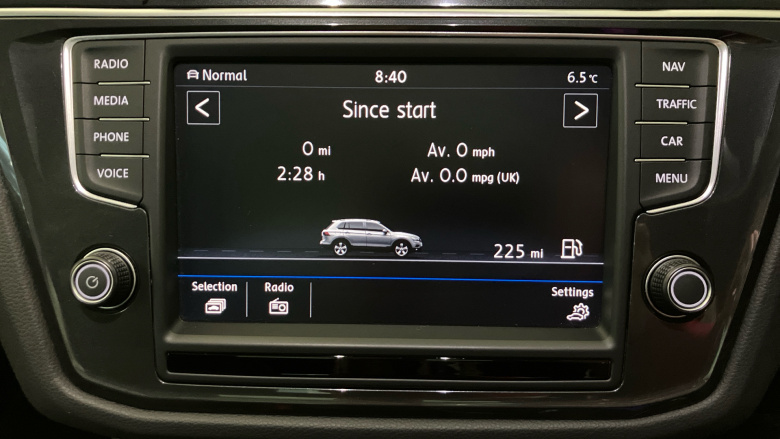 RADIO
MEDIA
PHONE
VOICE
Normal 8:40 6.5 °C
Since start
0 mi Av. 0 mph
2:28 h Av. 0.0 mpg (UK)
225 mi
Selection Radio Settings
NAV
TRAFFIC
CAR
MENU